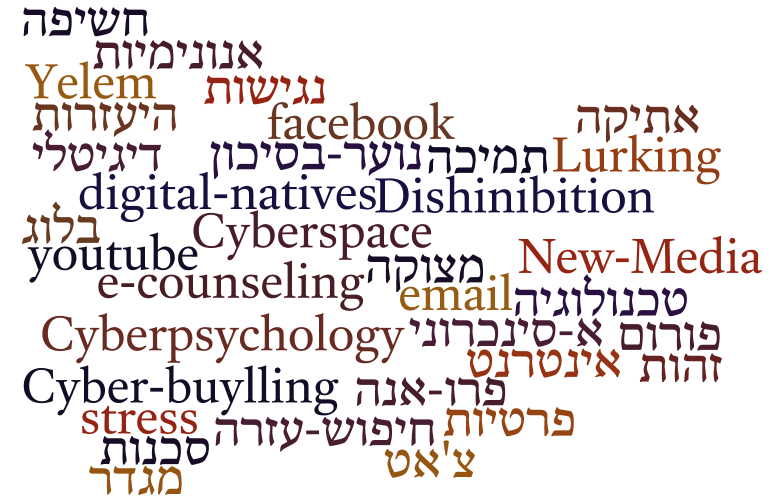 חשיפה
אנונימיות
Yelem
נגישות
היעזרות
facebook
אתיקה
דיגיטלי
נוער-בסיכון
תמיכה
Lurking
digital-natives
Dishinibition
בלוג
Cyberspace
youtube
New-Media
מצוקה
e-counseling
email
טכנולוגיה
Cyberpsychology
א-סינכרוני
פורום
אינטרנט
זהות
Cyber-buylling
פרו-אנה
stress
חיפוש-עזרה
פרטיות
סכנות
צ'אט
מגדר